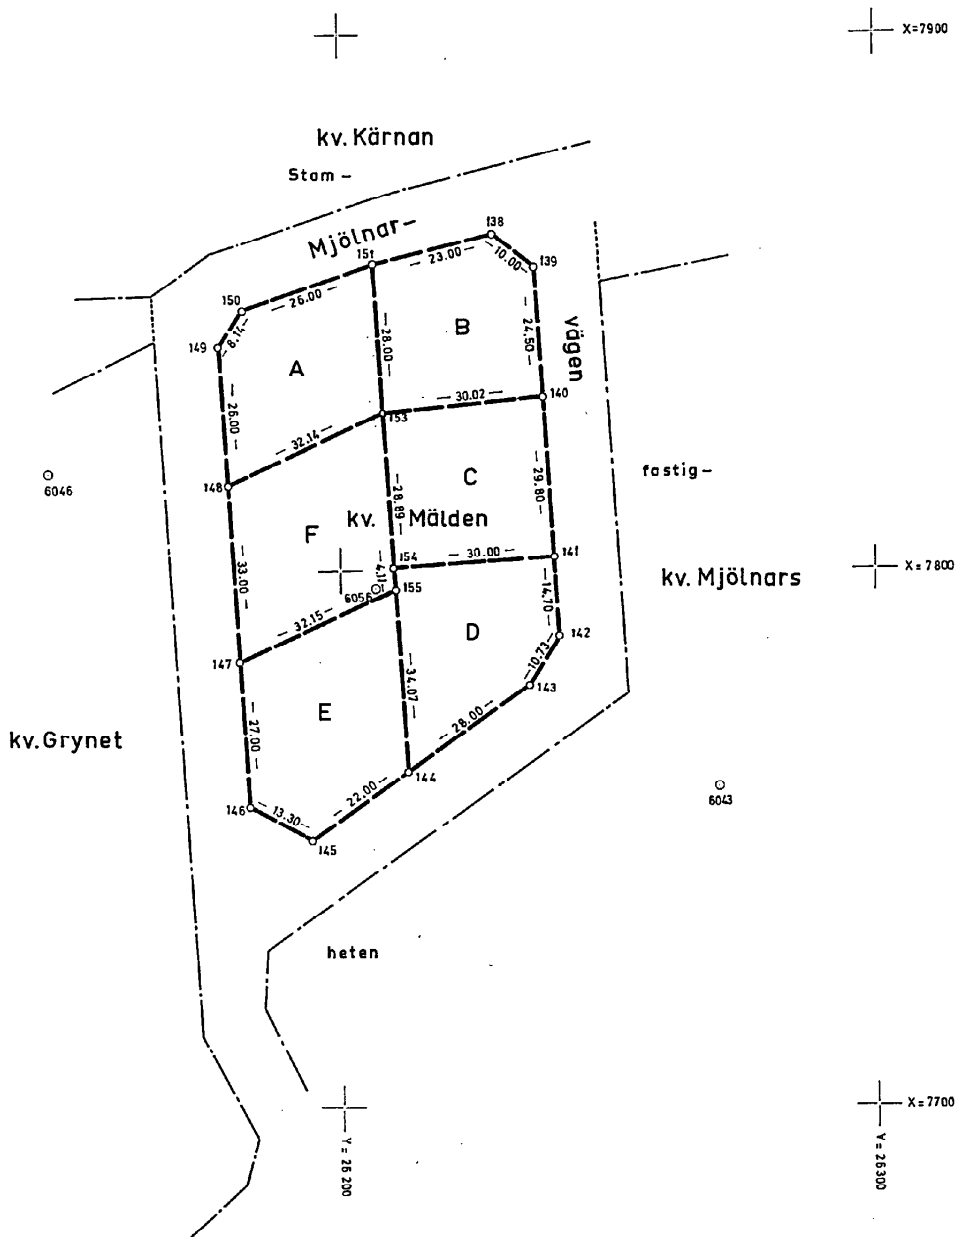 X=7900
kv. Kärnan
Stam -
Mjölnar-
138
151
23.00
10.00
139
26.00
150
8.14
149
B
vägen
28.00
24.50
A
26.00
30.02
140
153
32.14
148
6046
C
29.80
fastig-
28.89
F
kv. Mälden
154
30.00
141
X=7800
kv. Mjölnars
33.00
4.11
6056
155
14.70
32.15
D
142
147
10.73
143
34.07
E
27.00
28.00
kv. Grynet
144
22.00
6043
146
13.30
145
heten
X=7700
Y=25200
Y=25300